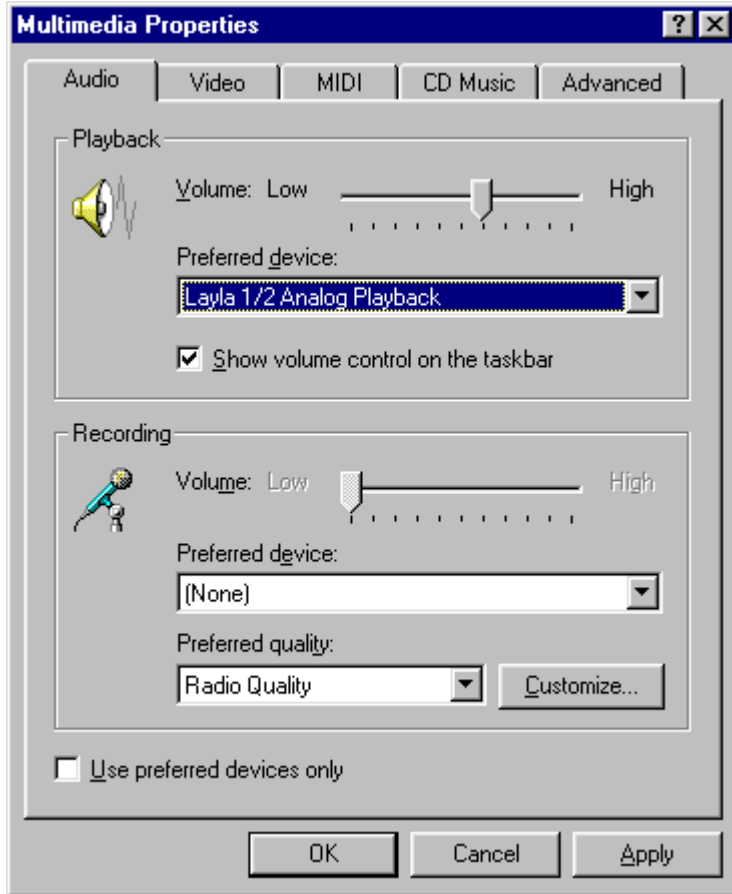 Multimedia Properties
Audio Video MIDI CD Music Advanced
Playback
Volume: Low High
Preferred device:
Layla 1/2 Analog Playback
Show volume control on the taskbar
Recording
Volume: Low High
Preferred device:
(None)
Preferred quality:
Radio Quality Customize...
Use preferred devices only
OK Cancel Apply